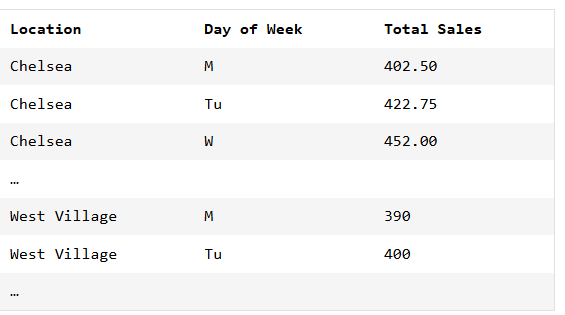 Location Day of Week Total Sales
Chelsea M 402.50
Chelsea Tu 422.75
Chelsea W 452.00
…
West Village M 390
West Village Tu 400
…